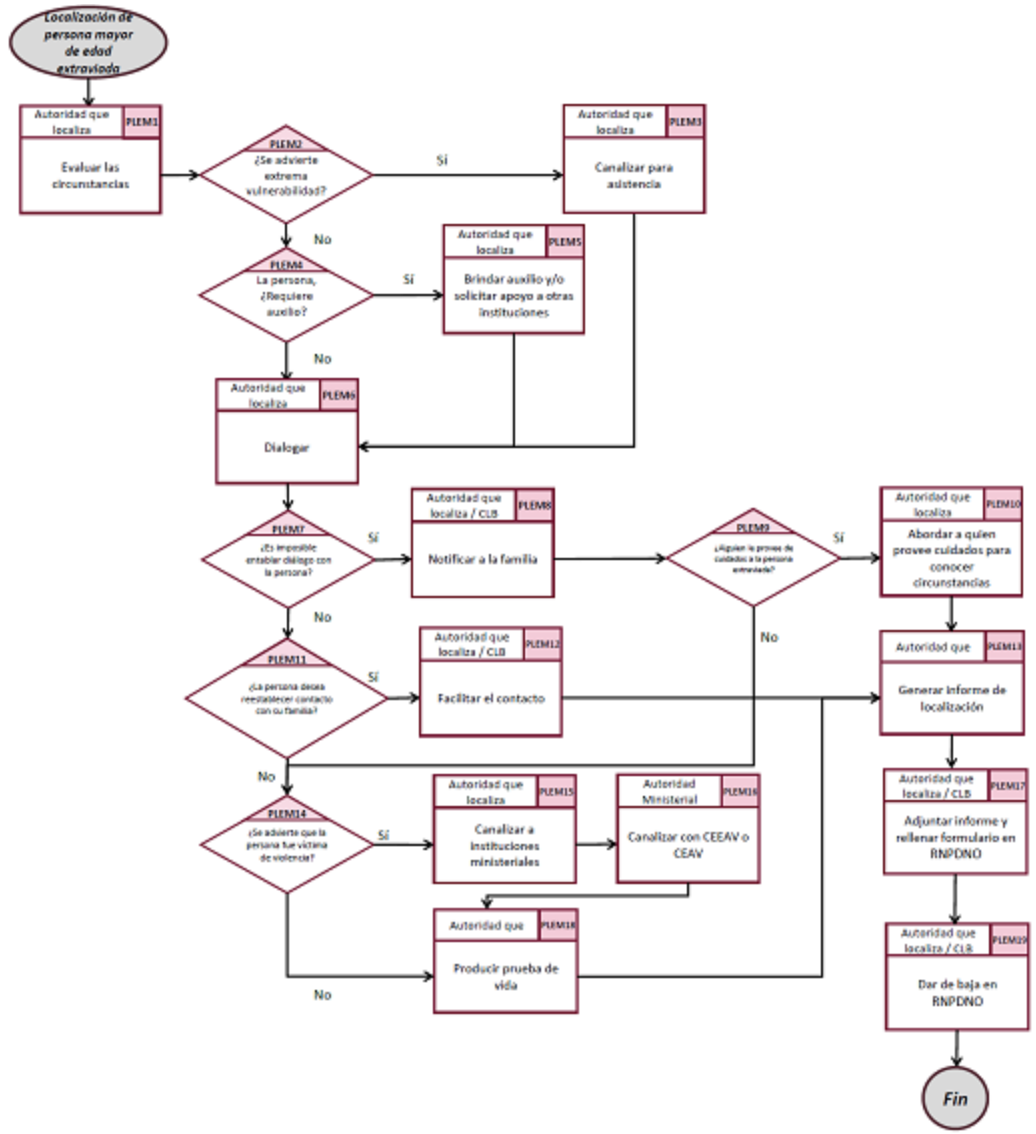 Localización de
persona mayor
de edad
extraviada
Autoridad que
localiza
PLEM1
Evaluar las
circunstancias
PLEM2
¿Se advierte
extrema
vulnerabilidad?
Sí
Autoridad que
localiza
PLEM3
Canalizar para
asistencia
No
PLEM4
La persona,
¿Requiere
auxilio?
Sí
Autoridad que
localiza
PLEM5
Brindar auxilio y/o
solicitar apoyo a otras
instituciones
No
Autoridad que
localiza
PLEM6
Dialogar
PLEM7
¿Es imposible
entablar diálogo con
la persona?
Sí
Autoridad que
localiza / CLB
PLEM8
Notificar a la familia
PLEM9
¿Alguien le provee de
cuidados a la persona
extraviada?
Sí
Autoridad que
localiza
PLEM10
Abordar a quien
provee cuidados para
conocer
circunstancias
No
No
PLEM11
¿La persona desea
reestablecer contacto
con su familia?
Sí
Autoridad que
localiza / CLB
PLEM12
Facilitar el contacto
Autoridad que
PLEM13
Generar informe de
localización
No
PLEM14
¿Se advierte que la
persona fue víctima
de violencia?
Sí
Autoridad que
localiza
PLEM15
Canalizar a
instituciones
ministeriales
Autoridad
Ministerial
PLEM16
Canalizar con CEEAV o
CEAV
Autoridad que
localiza / CLB
PLEM17
Adjuntar informe y
rellenar formulario en
RNPDNO
No
Autoridad que
PLEM18
Producir prueba de
vida
Autoridad que
localiza / CLB
PLEM19
Dar de baja en
RNPDNO
Fin